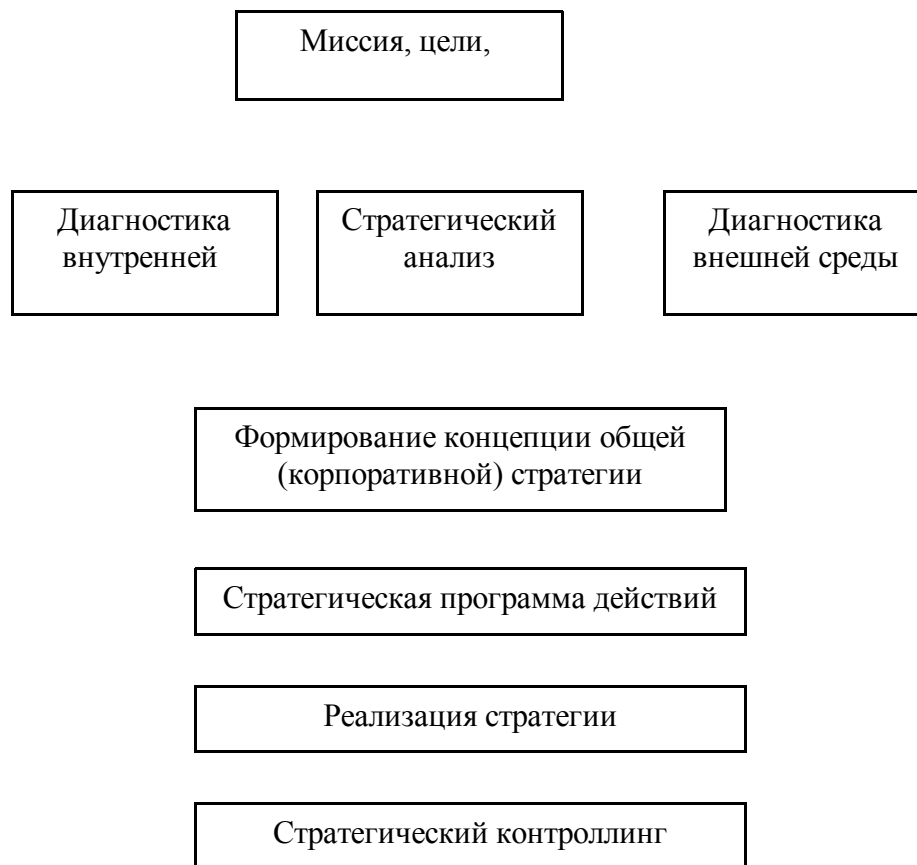 Миссия, цели,
Диагностика
внутренней
Стратегический
анализ
Диагностика
внешней среды
Формирование концепции общей
(корпоративной) стратегии
Стратегическая программа действий
Реализация стратегии
Стратегический контроллинг